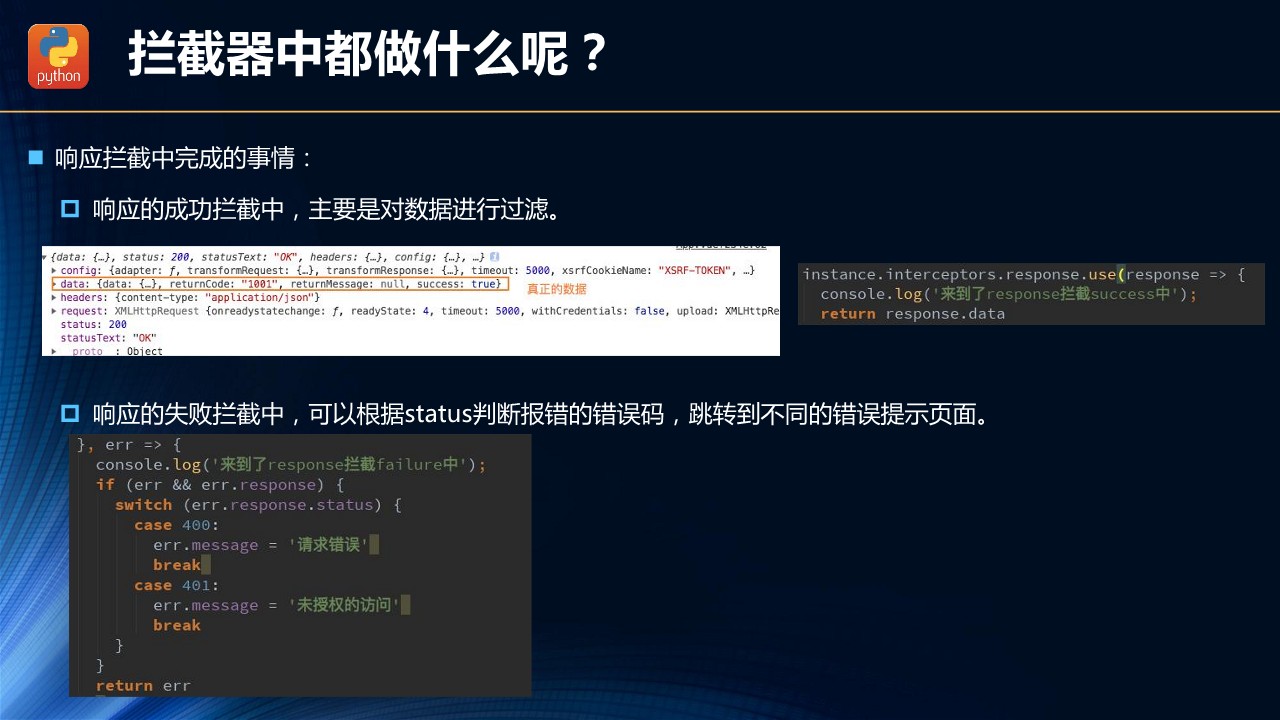 python
拦截器中都做什么呢？
响应拦截中完成的事情：
响应的成功拦截中，主要是对数据进行过滤。
{data: {…}, status: 200, statusText: "OK", headers: {…}, config: {…}, …}
config: {adapter: ƒ, transformRequest: {…}, transformResponse: {…}, timeout: 5000, xsrfCookieName: "XSRF-TOKEN", …}
data: {data: {…}, returnCode: "1001", returnMessage: null, success: true}
真正的数据
headers: {content-type: "application/json"}
request: XMLHttpRequest {onreadystatechange: ƒ, readyState: 4, timeout: 5000, withCredentials: false, upload: XMLHttpRe
status: 200
statusText: "OK"
proto : Object
instance.interceptors.response.use(response => {
console.log('来到了response拦截success中');
return response.data
响应的失败拦截中，可以根据status判断报错的错误码，跳转到不同的错误提示页面。
}, err => {
console.log('来到了response拦截failure中');
if (err && err.response) {
switch (err.response.status) {
case 400:
err.message = '请求错误'
break
case 401:
err.message = '未授权的访问'
break
}
}
return err